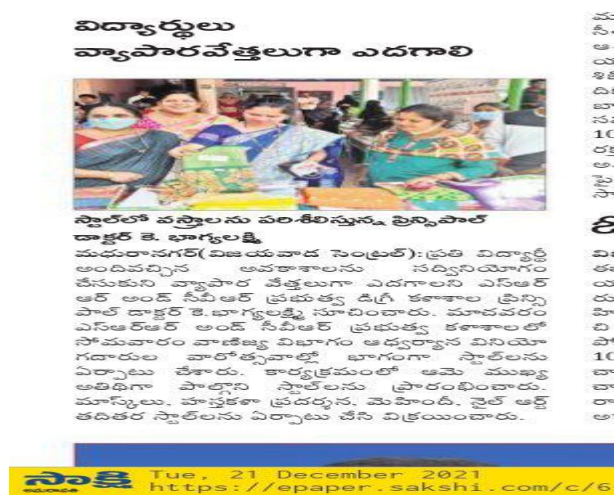 విద్యార్థులు
వ్యాపారవేత్తలుగా ఎదగాలి
స్టాల్‌లో వస్త్రాలను పరిశీలిస్తున్న ప్రిన్సిపాల్
డాక్టర్ కె. భాగ్యలక్ష్మి
మధురానగర్(విజయవాడ సెంట్రల్):ప్రతి విద్యార్థీ
అందివచ్చిన అవకాశాలను సద్వినియోగం
చేసుకుని వ్యాపార వేత్తలుగా ఎదగాలని ఎస్ఆర్
ఆర్ అండ్ సీవీఆర్ ప్రభుత్వ డిగ్రీ కళాశాల ప్రిన్సి
పాల్ డాక్టర్ కె.భాగ్యలక్ష్మి సూచించారు. మాచవరం
ఎస్ఆర్ఆర్ అండ్ సీవీఆర్ ప్రభుత్వ కళాశాలలో
సోమవారం వాణిజ్య విభాగం ఆధ్వర్యాన వినియో
గదారుల వారోత్సవాల్లో భాగంగా స్టాల్‌లను
ఏర్పాటు చేశారు. కార్యక్రమంలో ఆమె ముఖ్య
అతిథిగా పాల్గొని స్టాల్‌లను ప్రారంభించారు.
మాస్క్‌లు, హస్తకళా ప్రదర్శన, మెహిందీ, నైల్ ఆర్ట్
తదితర స్టాల్‌లను ఏర్పాటు చేసి విక్రయించారు.
సాక్షి
Tue, 21 December 2021
https://epaper.sakshi.com/c/6